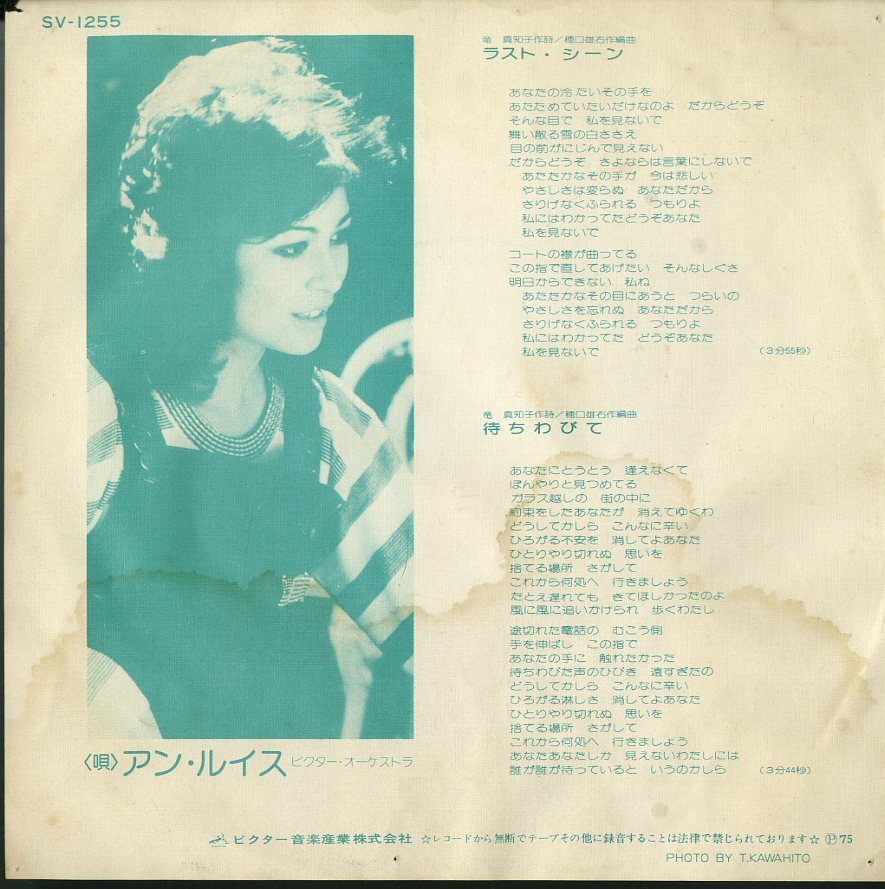 SV-1255
竜 真知子作詩/穂口雄右作編曲
ラスト・シーン
あなたの冷たいその手を
あたためていたいだけなのよ だからどうぞ
そんな目で 私を見ないで
舞い散る雪の白ささえ
目の前がにじんで見えない
だからどうぞ さよならは言葉にしないで
あたたかなその手が 今は悲しい
やさしさは変らぬ あなただから
さりげなくふられる つもりよ
私にはわかってたどうぞあなた
私を見ないで
コートの襟が曲ってる
この指で直してあげたい そんなしぐさ
明日からできない 私ね
あたたかなその目にあうと つらいの
やさしさを忘れぬ あなただから
さりげなくふられる つもりよ
私にはわかってた どうぞあなた
私を見ないで (3分55秒)
竜 真知子作詩/穂口雄右作編曲
待ちわびて
あなたにとうとう 逢えなくて
ぼんやりと見つめてる
ガラス越しの 街の中に
約束をしたあなたが 消えてゆくわ
どうしてかしら こんなに辛い
ひろがる不安を 消してよあなた
ひとりやり切れぬ 思いを
捨てる場所 さがして
これから何処へ 行きましょう
たとえ遅れても きてほしかったのよ
風に風に追いかけられ 歩くわたし
途切れた電話の むこう側
手を伸ばし この指で
あなたの手に 触れたかった
待ちわびた声のひびき 遠すぎたの
どうしてかしら こんなに辛い
ひろがる淋しさ 消してよあなた
ひとりやり切れぬ 思いを
捨てる場所 さがして
これから何処へ 行きましょう
あなたあなたしか 見えないわたしには
誰が誰が待っていると いうのかしら (3分44秒)
〈唄〉アン・ルイス ビクター・オーケストラ
ビクター音楽産業株式会社 ☆レコードから無断でテープその他に録音することは法律で禁じられております☆ Ⓟ75
PHOTO BY T.KAWAHITO